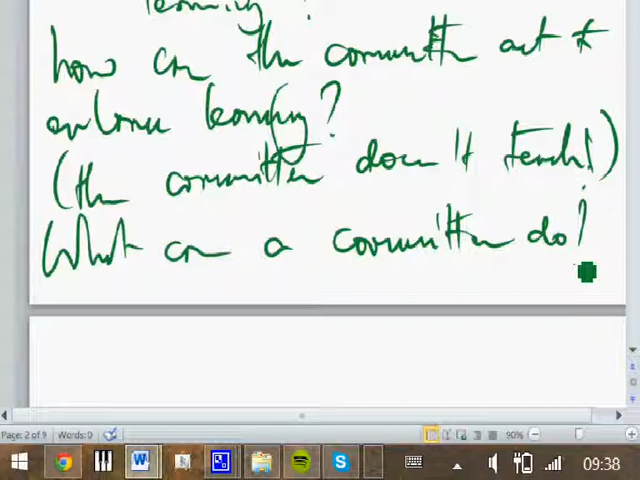 learning?
how can the committee act to
enhance learning?
(the committee doesn't teach!)
What can a committee do?
Page: 2 of 9 Words: 0 90%
09:38